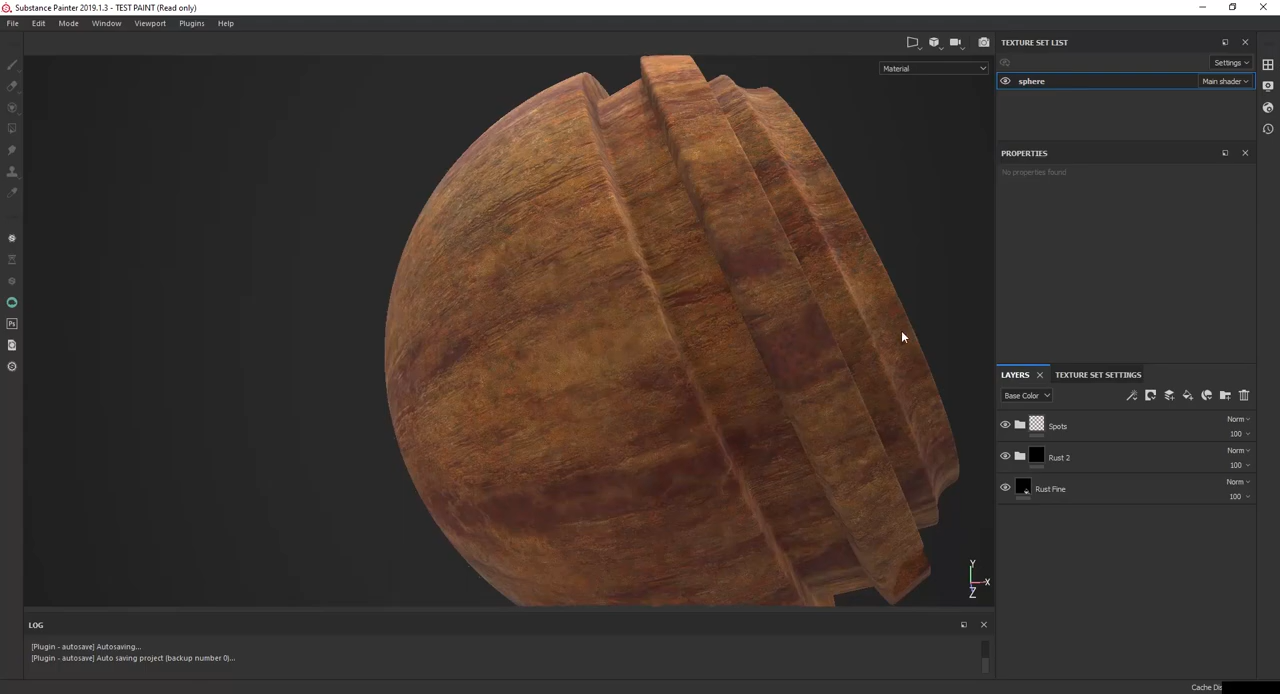 Substance Painter 2019.1.3 - TEST PAINT (Read only)
File Edit Mode Window Viewport Plugins Help
TEXTURE SET LIST
Settings
Material
sphere
Main shader
PROPERTIES
No properties found
Ps
LAYERS TEXTURE SET SETTINGS
Base Color
Spots
Norm
100
Rust 2
Norm
100
Rust Fine
Norm
100
Y
X
Z
LOG
[Plugin - autosave] Autosaving...
[Plugin - autosave] Auto saving project (backup number 0)...
Cache Dis